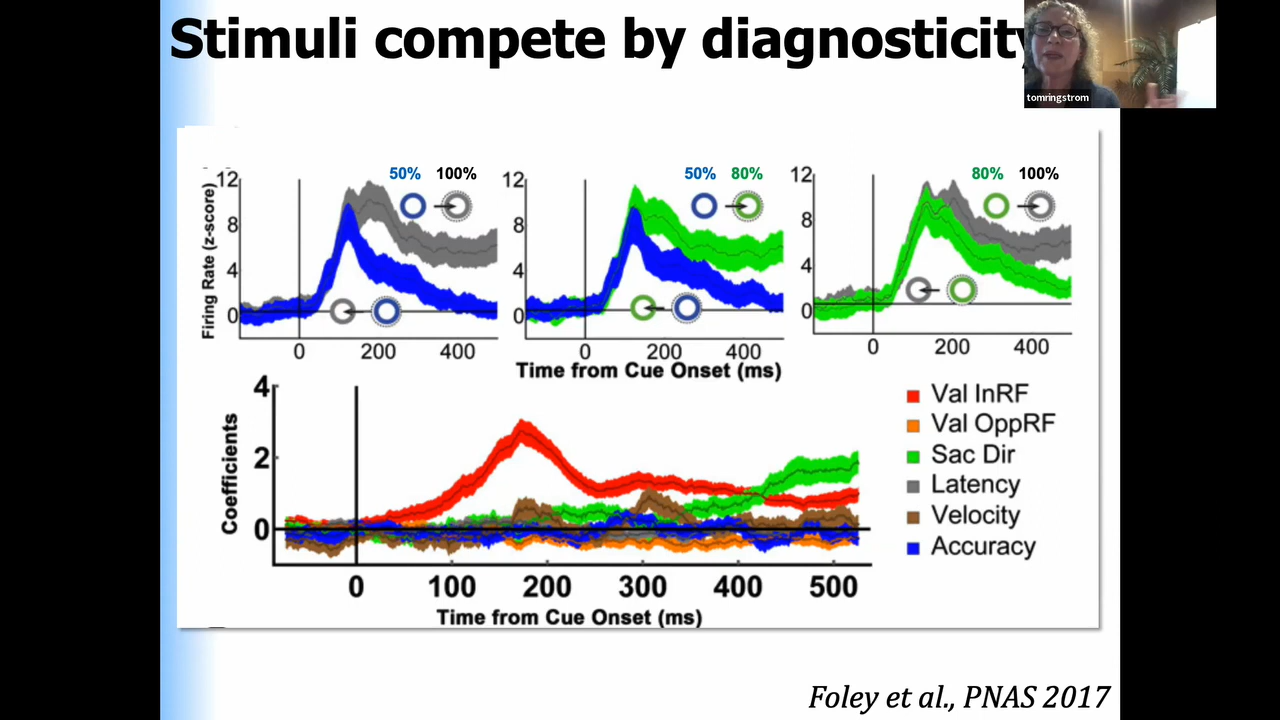 Stimuli compete by diagnosticity
tomringstrom
Firing Rate (z-score)
12
8
4
0
50% 100%
0 200 400
12
8
4
0
50% 80%
0 200 400
12
8
4
0
80% 100%
0 200 400
Time from Cue Onset (ms)
Coefficients
4
2
0
0 100 200 300 400 500
Time from Cue Onset (ms)
Val InRF
Val OppRF
Sac Dir
Latency
Velocity
Accuracy
Foley et al., PNAS 2017